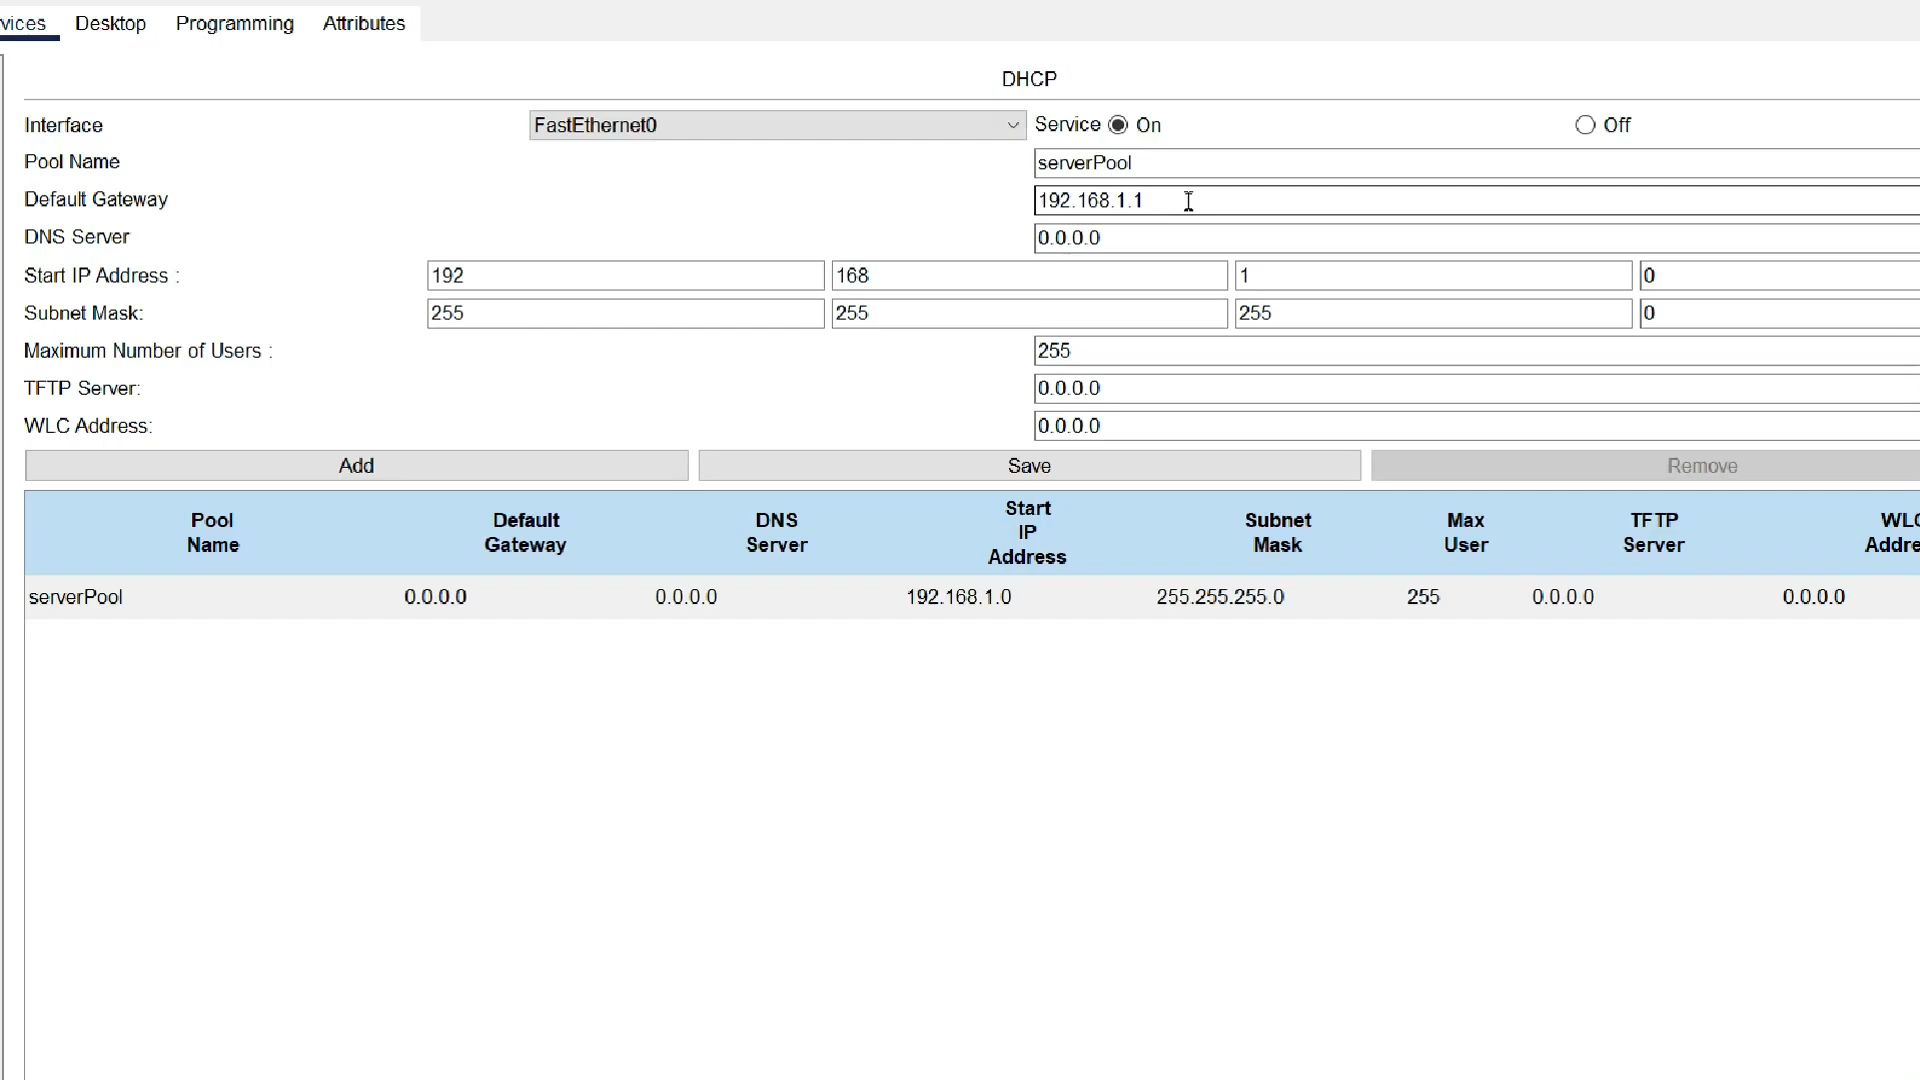 vices Desktop Programming Attributes
DHCP
Interface FastEthernet0 Service On Off
Pool Name serverPool
Default Gateway 192.168.1.1
DNS Server 0.0.0.0
Start IP Address : 192 168 1 0
Subnet Mask: 255 255 255 0
Maximum Number of Users : 255
TFTP Server: 0.0.0.0
WLC Address: 0.0.0.0
Add Save Remove
Pool Name Default Gateway DNS Server Start IP Address Subnet Mask Max User TFTP Server WLC Addre
serverPool 0.0.0.0 0.0.0.0 192.168.1.0 255.255.255.0 255 0.0.0.0 0.0.0.0